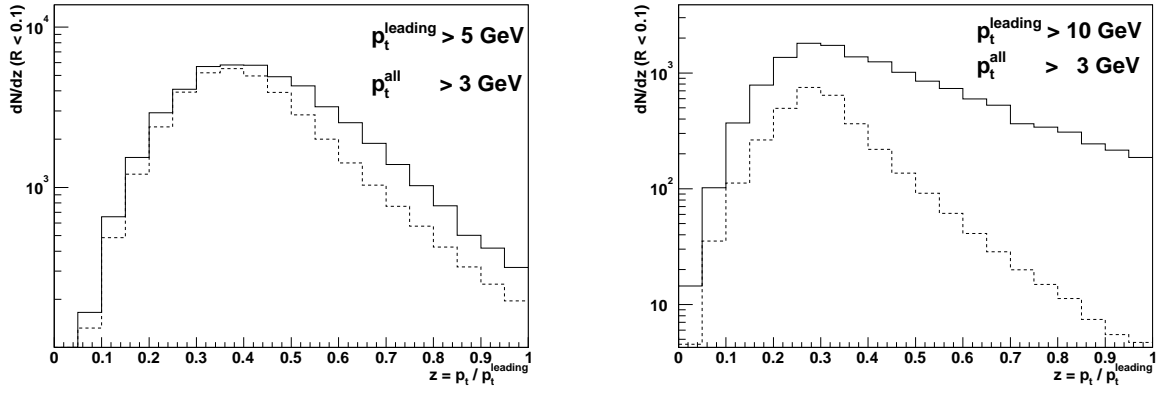 dN/dz (R < 0.1)
10^4
10^3
p_t^leading > 5 GeV
p_t^all > 3 GeV
0 0.1 0.2 0.3 0.4 0.5 0.6 0.7 0.8 0.9 1
z = p_t / p_t^leading
dN/dz (R < 0.1)
10^3
10^2
10
p_t^leading > 10 GeV
p_t^all > 3 GeV
0 0.1 0.2 0.3 0.4 0.5 0.6 0.7 0.8 0.9 1
z = p_t / p_t^leading